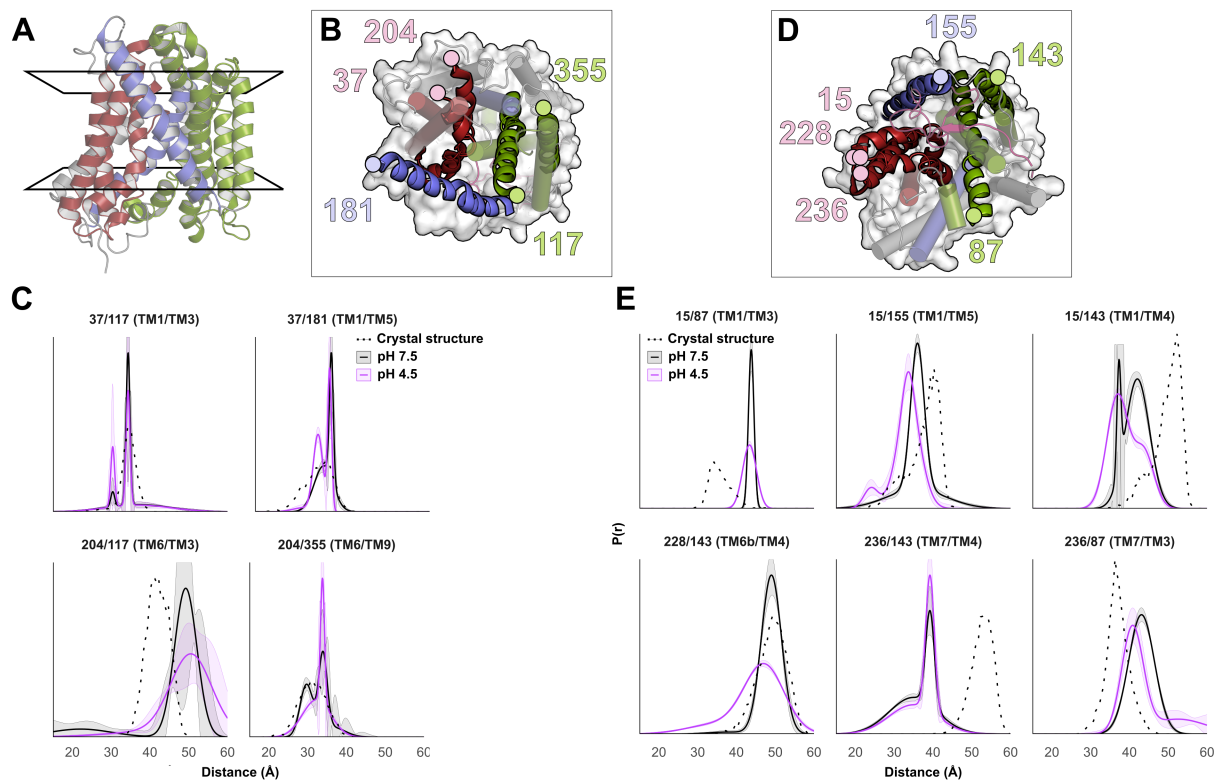 A
B
204
37
355
181
117
D
155
143
15
228
236
87
C
37/117 (TM1/TM3)
37/181 (TM1/TM5)
Crystal structure
pH 7.5
pH 4.5
204/117 (TM6/TM3)
204/355 (TM6/TM9)
20 30 40 50 60
20 30 40 50 60
Distance (Å)
E
15/87 (TM1/TM3)
15/155 (TM1/TM5)
15/143 (TM1/TM4)
Crystal structure
pH 7.5
pH 4.5
P(r)
228/143 (TM6b/TM4)
236/143 (TM7/TM4)
236/87 (TM7/TM3)
20 30 40 50 60
20 30 40 50 60
20 30 40 50 60
Distance (Å)